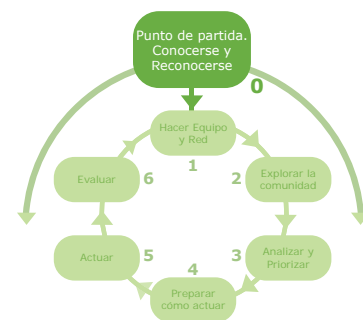 Punto de partida.
Conocerse y
Reconocerse
0
Hacer Equipo
y Red
1
2
Explorar la
comunidad
3
Analizar y
Priorizar
4
Preparar
cómo actuar
5
Actuar
6
Evaluar